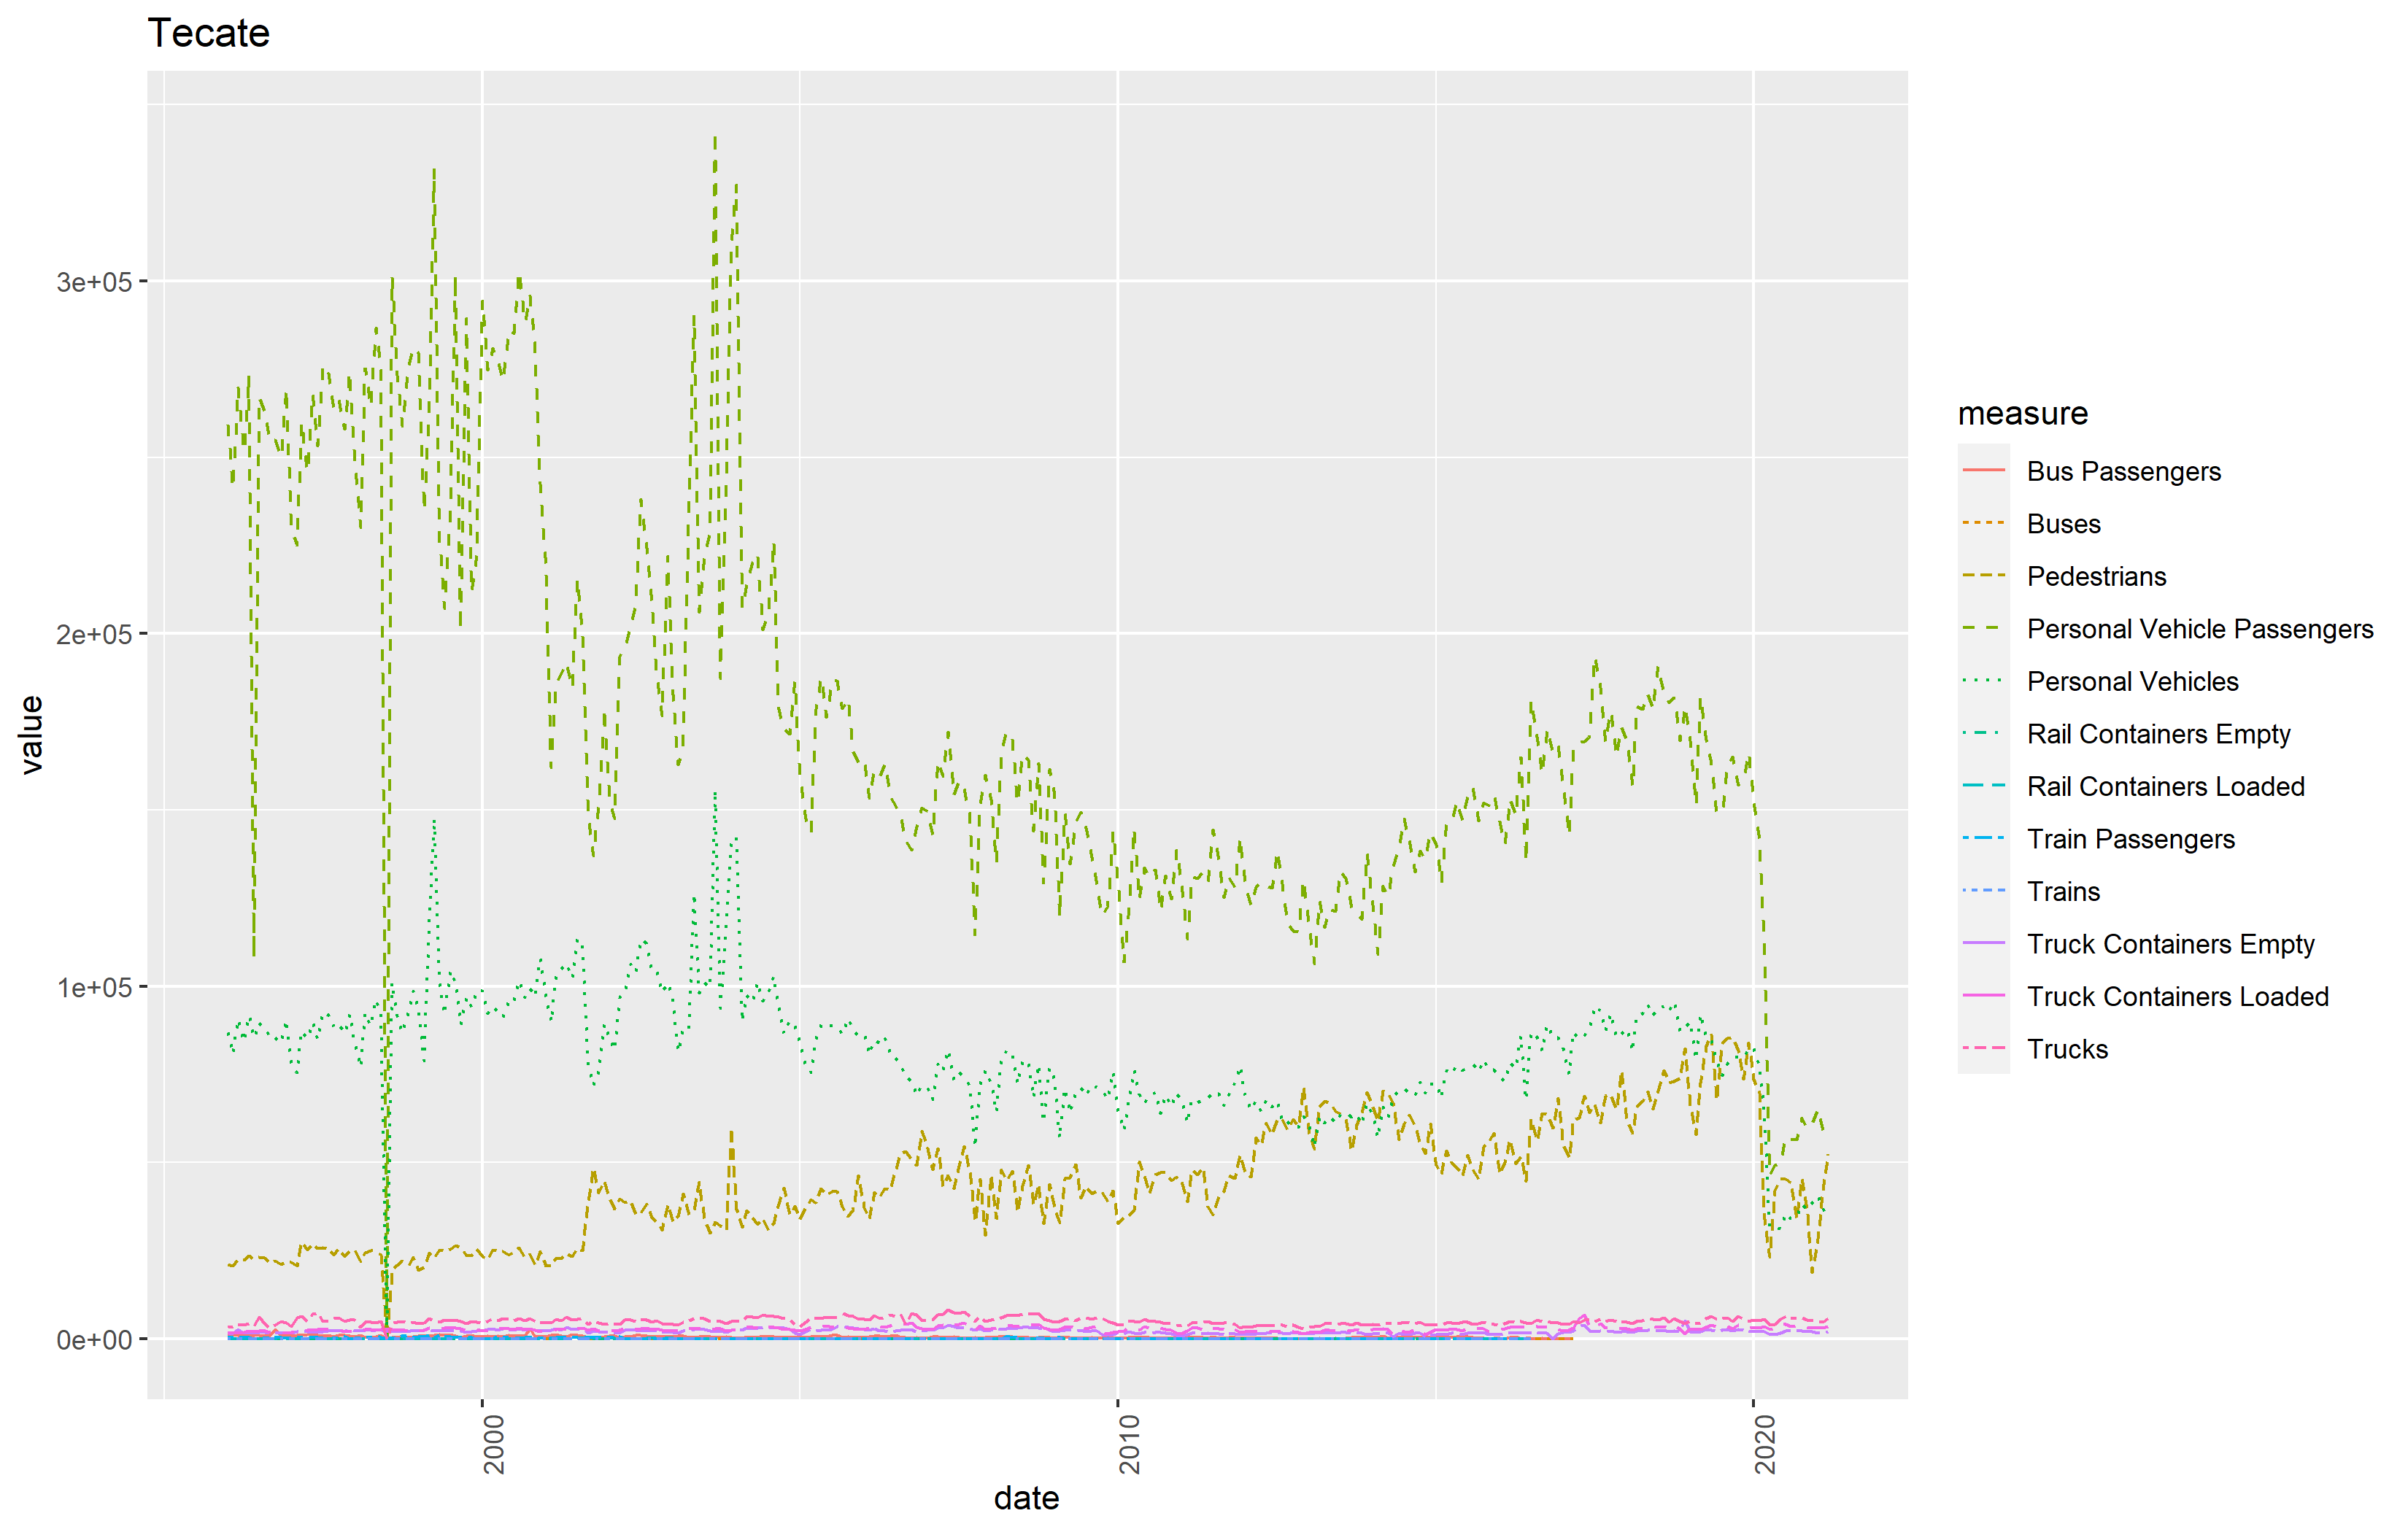 Tecate
3e+05
2e+05
1e+05
0e+00
value
2000
2010
2020
date
measure
Bus Passengers
Buses
Pedestrians
Personal Vehicle Passengers
Personal Vehicles
Rail Containers Empty
Rail Containers Loaded
Train Passengers
Trains
Truck Containers Empty
Truck Containers Loaded
Trucks